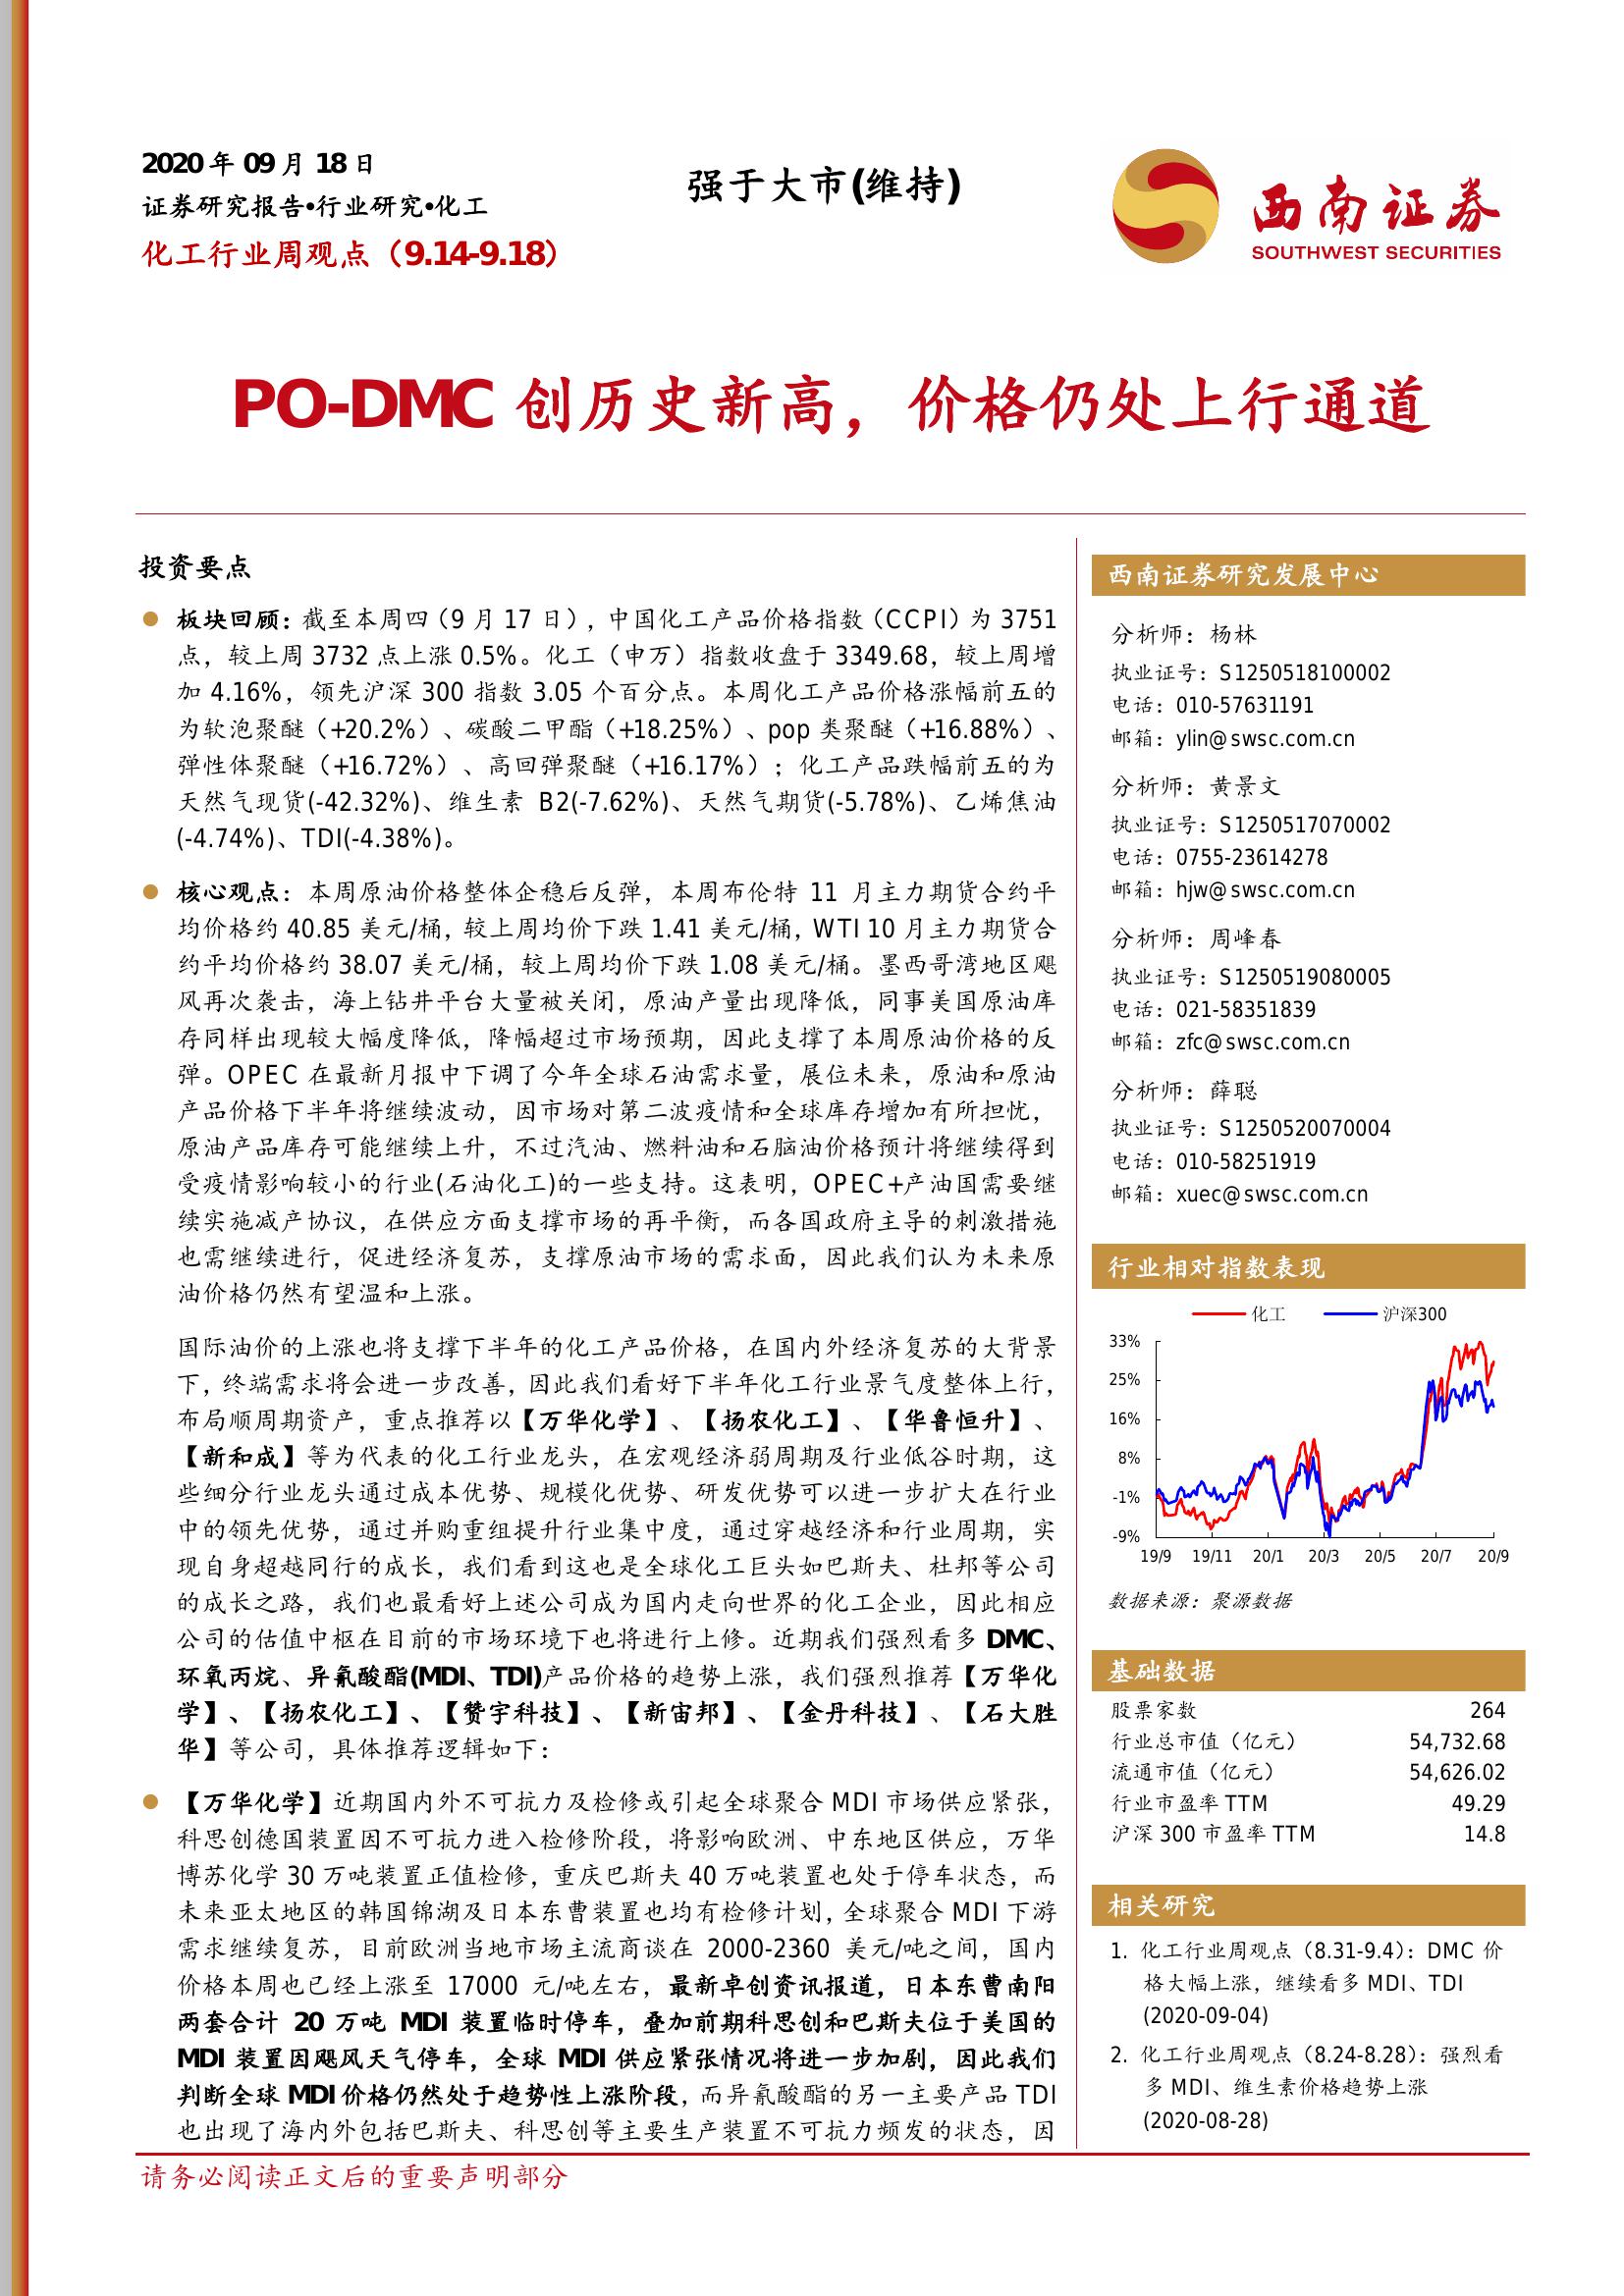 2020 年 09 月 18 日
证券研究报告•行业研究•化工
化工行业周观点（9.14-9.18）
强于大市(维持)
西南证券
SOUTHWEST SECURITIES
PO-DMC 创历史新高，价格仍处上行通道
投资要点
板块回顾：截至本周四（9 月 17 日），中国化工产品价格指数（CCPI）为 3751
点，较上周 3732 点上涨 0.5%。化工（申万）指数收盘于 3349.68，较上周增
加 4.16%，领先沪深 300 指数 3.05 个百分点。本周化工产品价格涨幅前五的
为软泡聚醚（+20.2%）、碳酸二甲酯（+18.25%）、pop 类聚醚（+16.88%）、
弹性体聚醚（+16.72%）、高回弹聚醚（+16.17%）；化工产品跌幅前五的为
天然气现货(-42.32%)、维生素 B2(-7.62%)、天然气期货(-5.78%)、乙烯焦油
(-4.74%)、TDI(-4.38%)。
核心观点：本周原油价格整体企稳后反弹，本周布伦特 11 月主力期货合约平
均价格约 40.85 美元/桶，较上周均价下跌 1.41 美元/桶，WTI 10 月主力期货合
约平均价格约 38.07 美元/桶，较上周均价下跌 1.08 美元/桶。墨西哥湾地区飓
风再次袭击，海上钻井平台大量被关闭，原油产量出现降低，同事美国原油库
存同样出现较大幅度降低，降幅超过市场预期，因此支撑了本周原油价格的反
弹。OPEC 在最新月报中下调了今年全球石油需求量，展位未来，原油和原油
产品价格下半年将继续波动，因市场对第二波疫情和全球库存增加有所担忧，
原油产品库存可能继续上升，不过汽油、燃料油和石脑油价格预计将继续得到
受疫情影响较小的行业(石油化工)的一些支持。这表明，OPEC+产油国需要继
续实施减产协议，在供应方面支撑市场的再平衡，而各国政府主导的刺激措施
也需继续进行，促进经济复苏，支撑原油市场的需求面，因此我们认为未来原
油价格仍然有望温和上涨。
国际油价的上涨也将支撑下半年的化工产品价格，在国内外经济复苏的大背景
下，终端需求将会进一步改善，因此我们看好下半年化工行业景气度整体上行，
布局顺周期资产，重点推荐以【万华化学】、【扬农化工】、【华鲁恒升】、
【新和成】等为代表的化工行业龙头，在宏观经济弱周期及行业低谷时期，这
些细分行业龙头通过成本优势、规模化优势、研发优势可以进一步扩大在行业
中的领先优势，通过并购重组提升行业集中度，通过穿越经济和行业周期，实
现自身超越同行的成长，我们看到这也是全球化工巨头如巴斯夫、杜邦等公司
的成长之路，我们也最看好上述公司成为国内走向世界的化工企业，因此相应
公司的估值中枢在目前的市场环境下也将进行上修。近期我们强烈看多 DMC、
环氧丙烷、异氰酸酯(MDI、TDI)产品价格的趋势上涨，我们强烈推荐【万华化
学】、【扬农化工】、【赞宇科技】、【新宙邦】、【金丹科技】、【石大胜
华】等公司，具体推荐逻辑如下：
【万华化学】近期国内外不可抗力及检修或引起全球聚合 MDI 市场供应紧张，
科思创德国装置因不可抗力进入检修阶段，将影响欧洲、中东地区供应，万华
博苏化学 30 万吨装置正值检修，重庆巴斯夫 40 万吨装置也处于停车状态，而
未来亚太地区的韩国锦湖及日本东曹装置也均有检修计划，全球聚合 MDI 下游
需求继续复苏，目前欧洲当地市场主流商谈在 2000-2360 美元/吨之间，国内
价格本周也已经上涨至 17000 元/吨左右，最新卓创资讯报道，日本东曹南阳
两套合计 20 万吨 MDI 装置临时停车，叠加前期科思创和巴斯夫位于美国的
MDI 装置因飓风天气停车，全球 MDI 供应紧张情况将进一步加剧，因此我们
判断全球 MDI 价格仍然处于趋势性上涨阶段，而异氰酸酯的另一主要产品 TDI
也出现了海内外包括巴斯夫、科思创等主要生产装置不可抗力频发的状态，因
西南证券研究发展中心
分析师：杨林
执业证号：S1250518100002
电话：010-57631191
邮箱：ylin@swsc.com.cn
分析师：黄景文
执业证号：S1250517070002
电话：0755-23614278
邮箱：hjw@swsc.com.cn
分析师：周峰春
执业证号：S1250519080005
电话：021-58351839
邮箱：zfc@swsc.com.cn
分析师：薛聪
执业证号：S1250520070004
电话：010-58251919
邮箱：xuec@swsc.com.cn
行业相对指数表现
化工 沪深300
33%
25%
16%
8%
-1%
-9%
19/9 19/11 20/1 20/3 20/5 20/7 20/9
数据来源：聚源数据
基础数据
股票家数 264
行业总市值（亿元） 54,732.68
流通市值（亿元） 54,626.02
行业市盈率 TTM 49.29
沪深 300 市盈率 TTM 14.8
相关研究
1. 化工行业周观点（8.31-9.4）：DMC 价
格大幅上涨，继续看多 MDI、TDI
(2020-09-04)
2. 化工行业周观点（8.24-8.28）：强烈看
多 MDI、维生素价格趋势上涨
(2020-08-28)
请务必阅读正文后的重要声明部分